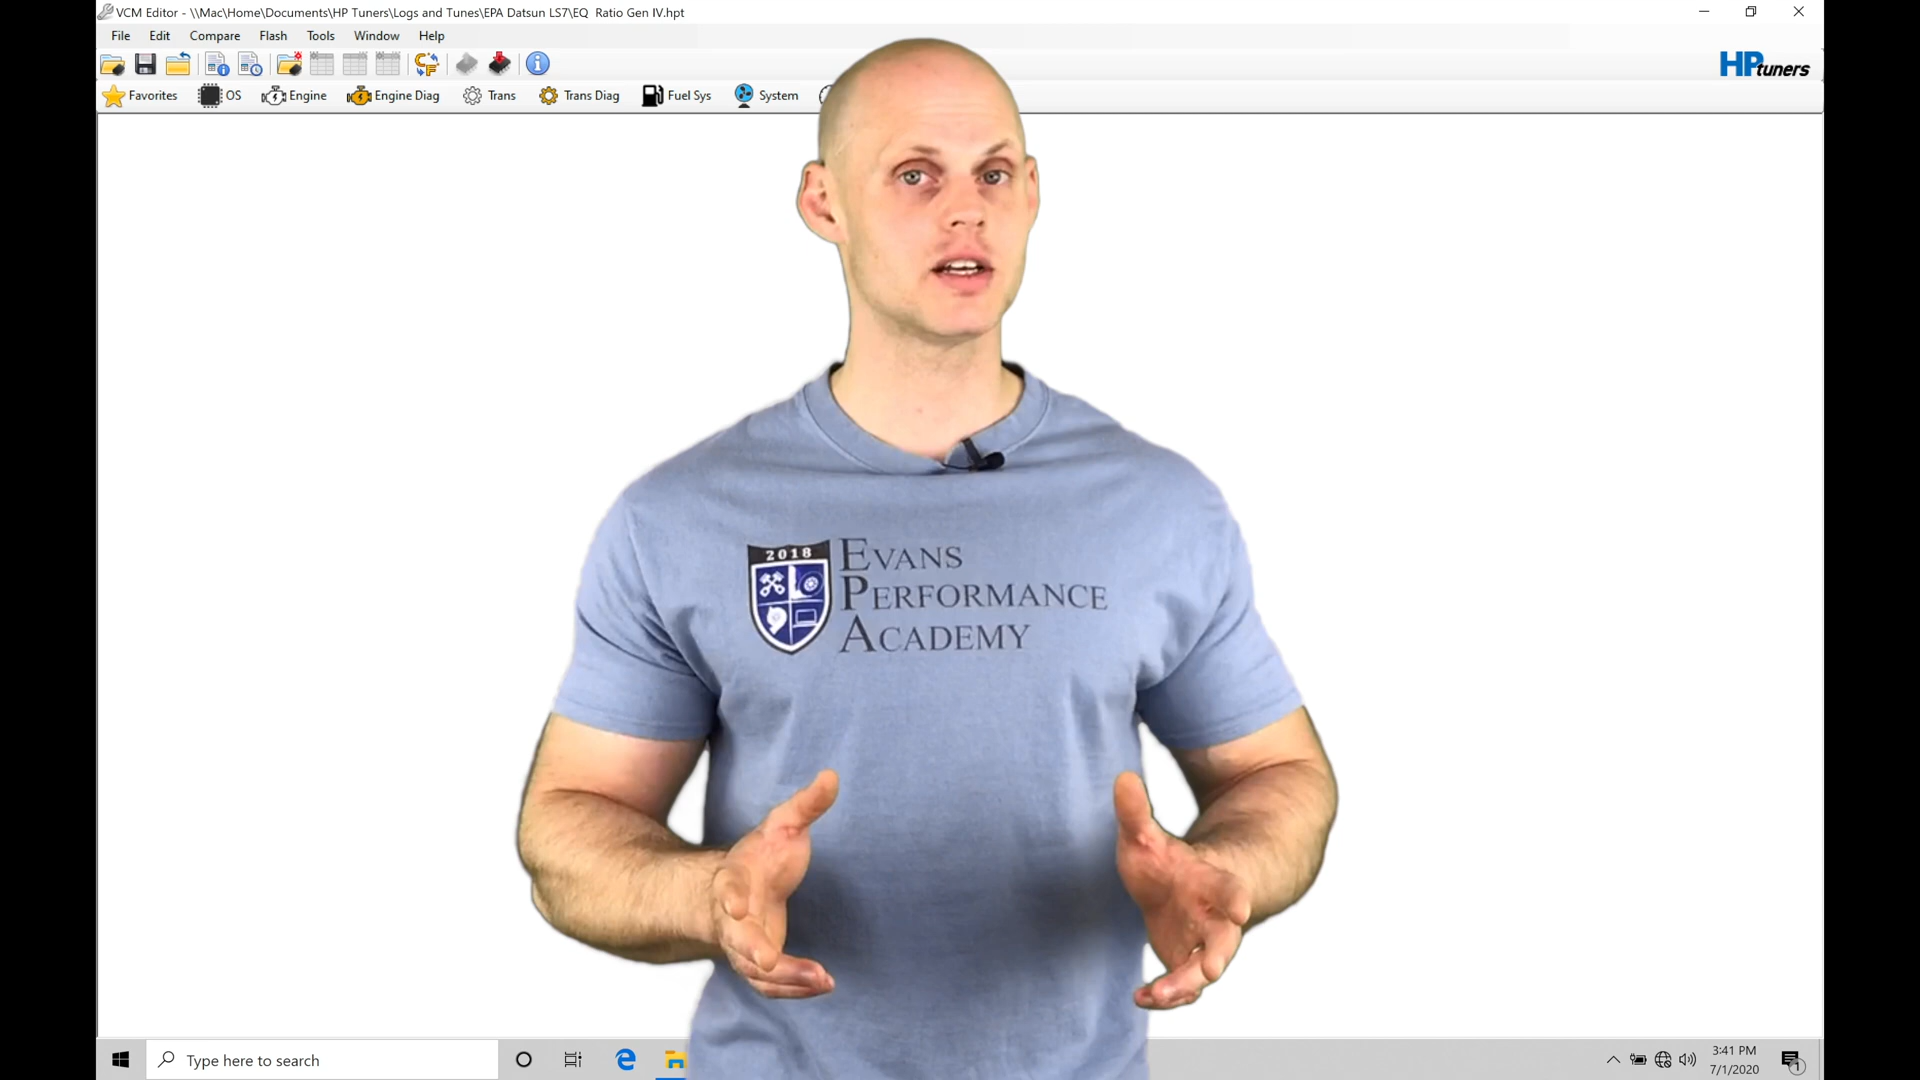 VCM Editor - \\Mac\Home\Documents\HP Tuners\Logs and Tunes\EPA Datsun LS7\EQ  Ratio Gen IV.hpt
File Edit Compare Flash Tools Window Help
HPtuners
Favorites OS Engine Engine Diag Trans Trans Diag Fuel Sys System
2018
EVANS
PERFORMANCE
ACADEMY
Type here to search
3:41 PM
7/1/2020
1